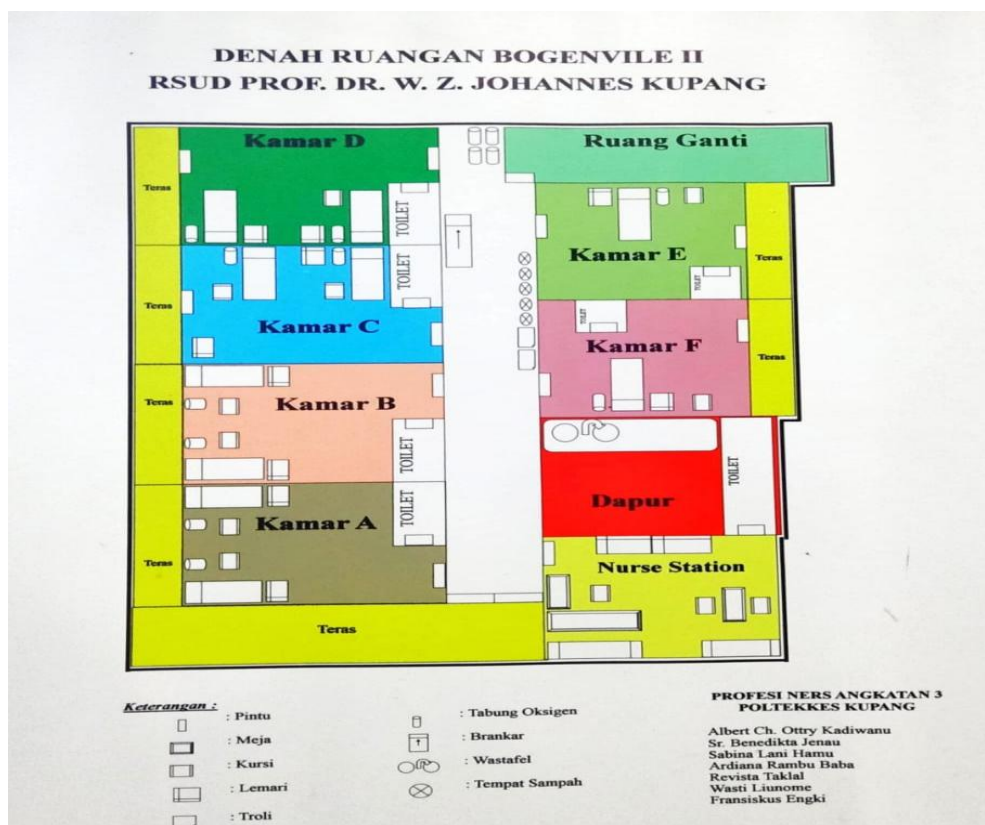 DENAH RUANGAN BOGENVILE II
RSUD PROF. DR. W. Z. JOHANNES KUPANG
Kamar D
Ruang Ganti
Teras
TOILET
Kamar E
TOILET
Teras
Teras
TOILET
Kamar C
TOILET
Kamar F
Teras
Teras
Kamar B
TOILET
Dapur
TOILET
Teras
Kamar A
TOILET
Nurse Station
Teras
Keterangan :
: Pintu
: Meja
: Kursi
: Lemari
: Troli
: Tabung Oksigen
: Brankar
: Wastafel
: Tempat Sampah
PROFESI NERS ANGKATAN 3
POLTEKKES KUPANG
Albert Ch. Ottry Kadiwanu
Sr. Benedikta Jenau
Sabina Lani Hamu
Ardiana Rambu Baba
Revista Taklal
Wasti Liunome
Fransiskus Engki